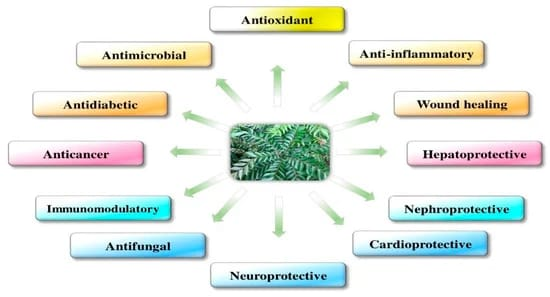 Antioxidant
Antimicrobial
Anti-inflammatory
Antidiabetic
Wound healing
Anticancer
Hepatoprotective
Immunomodulatory
Nephroprotective
Antifungal
Cardioprotective
Neuroprotective